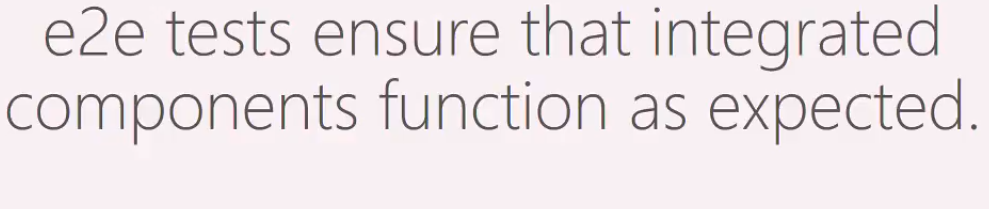 e2e tests ensure that integrated
components function as expected.